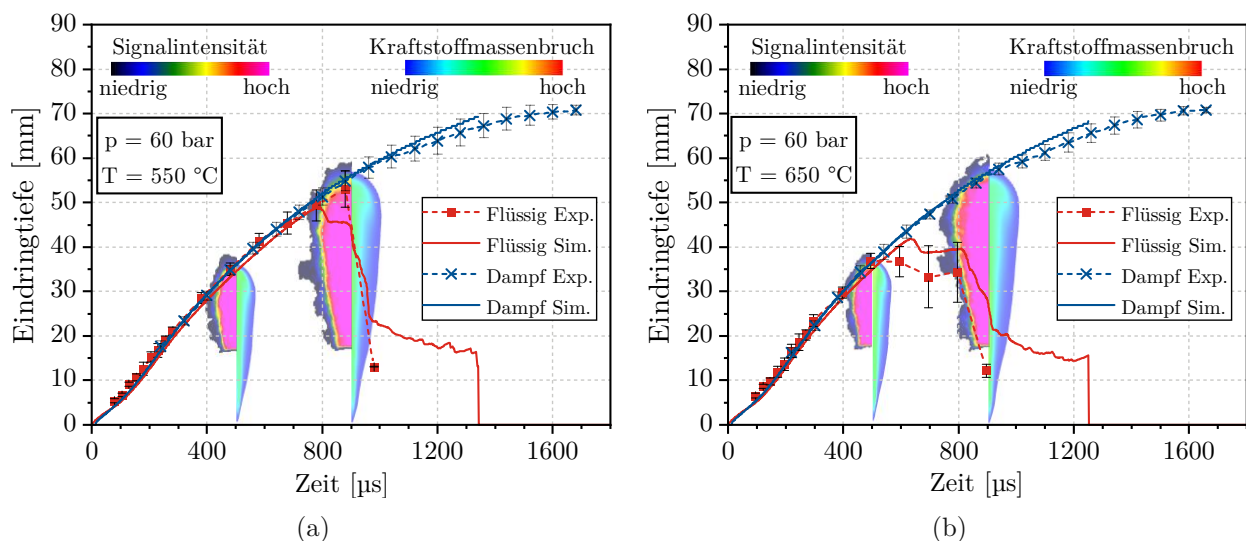 90
80
70
60
50
40
30
20
10
0
Eindringtiefe [mm]
Signalintensität
niedrig hoch
Kraftstoffmassenbruch
niedrig hoch
p = 60 bar
T = 550 °C
Flüssig Exp.
Flüssig Sim.
Dampf Exp.
Dampf Sim.
0 400 800 1200 1600
Zeit [µs]
(a)
90
80
70
60
50
40
30
20
10
0
Eindringtiefe [mm]
Signalintensität
niedrig hoch
Kraftstoffmassenbruch
niedrig hoch
p = 60 bar
T = 650 °C
Flüssig Exp.
Flüssig Sim.
Dampf Exp.
Dampf Sim.
0 400 800 1200 1600
Zeit [µs]
(b)